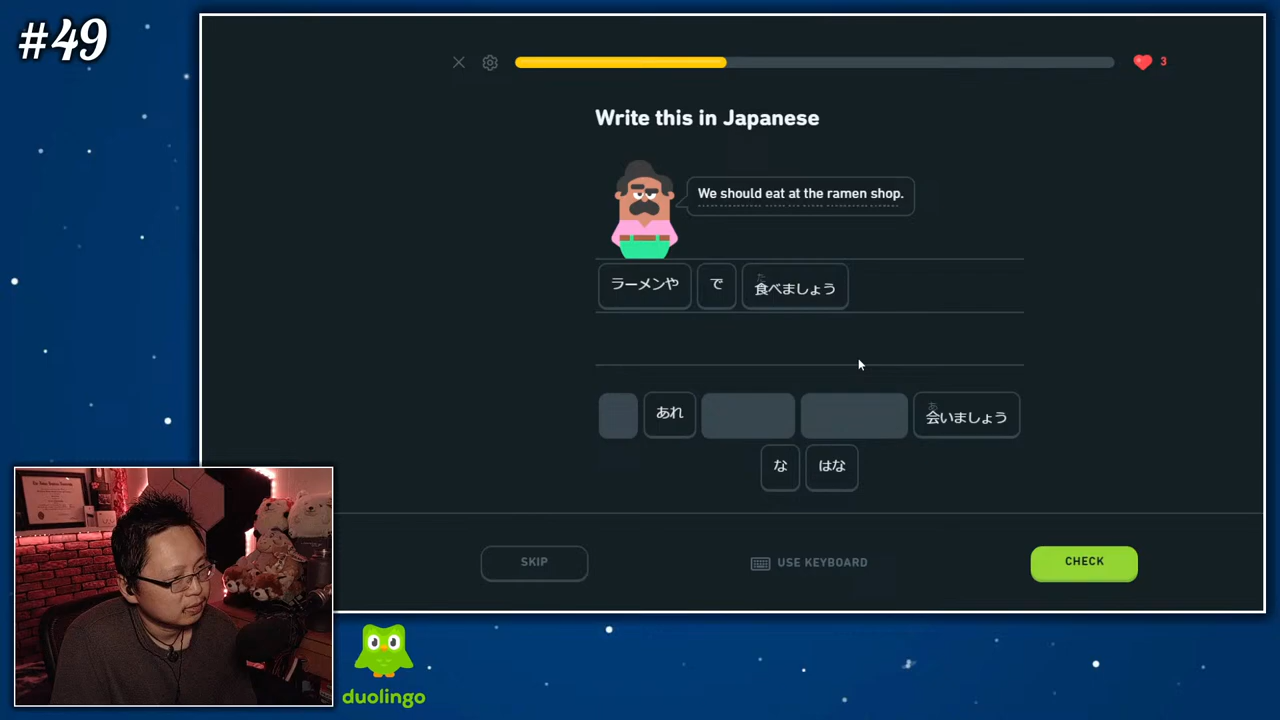 #49
3
Write this in Japanese
We should eat at the ramen shop.
ラーメンや で 食べましょう
た
あれ 会いましょう
あ
な はな
SKIP USE KEYBOARD CHECK
duolingo